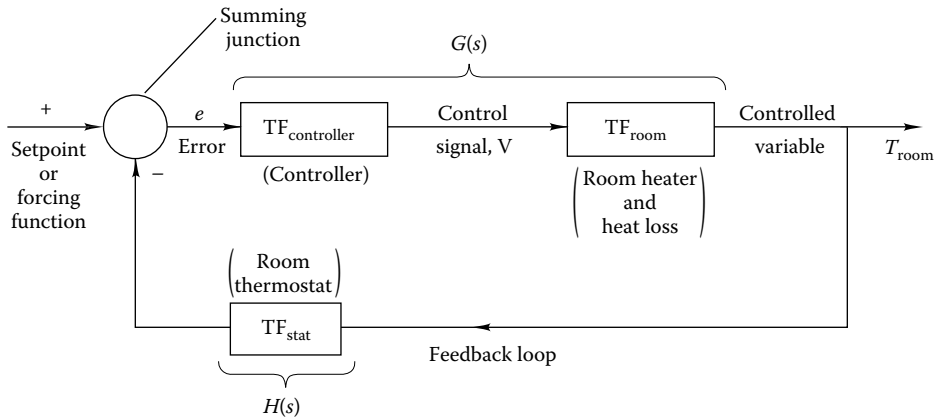 Summing
junction
G(s)
+
e
Setpoint
or
forcing
function
Error
−
TF_controller
(Controller)
Control
signal, V
TF_room
(Room heater
and
heat loss)
Controlled
variable
T_room
(Room
thermostat)
TF_stat
Feedback loop
H(s)